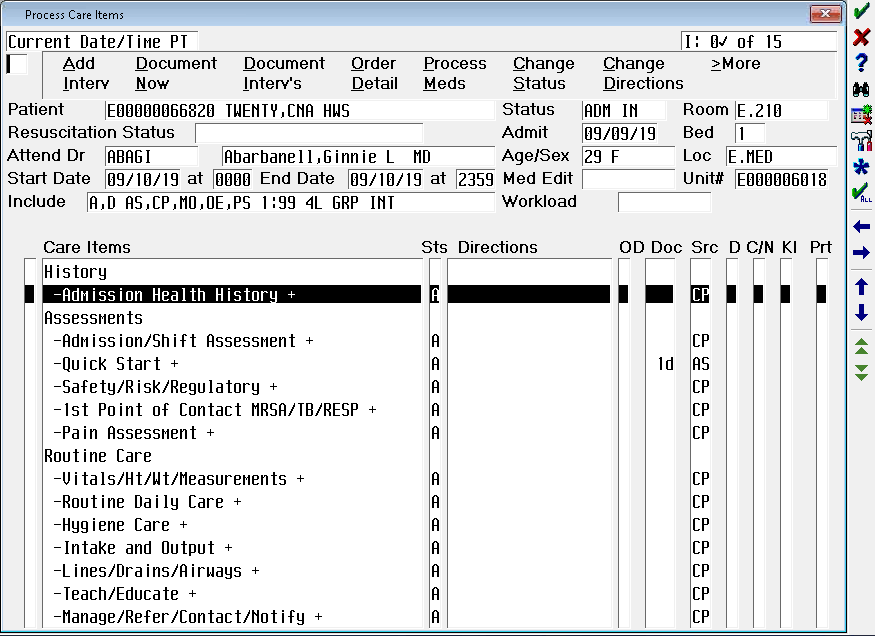 Process Care Items
Current Date/Time PT I: 0✓ of 15
Add Interv Document Now Document Interv's Order Detail Process Meds Change Status Change Directions >More
Patient E00000066820 TWENTY,CNA HWS Status ADM IN Room E.210
Resuscitation Status Admit 09/09/19 Bed 1
Attend Dr ABAGI Abarbanell,Ginnie L MD Age/Sex 29 F Loc E.MED
Start Date 09/10/19 at 0000 End Date 09/10/19 at 2359 Med Edit Unit# E000006018
Include A,D AS,CP,MO,OE,PS 1:99 4L GRP INT Workload
Care Items Sts Directions OD Doc Src D C/N KI Prt
History
-Admission Health History + A CP
Assessments
-Admission/Shift Assessment + A CP
-Quick Start + A 1d AS
-Safety/Risk/Regulatory + A CP
-1st Point of Contact MRSA/TB/RESP + A CP
-Pain Assessment + A CP
Routine Care
-Vitals/Ht/Wt/Measurements + A CP
-Routine Daily Care + A CP
-Hygiene Care + A CP
-Intake and Output + A CP
-Lines/Drains/Airways + A CP
-Teach/Educate + A CP
-Manage/Refer/Contact/Notify + A CP
ALL